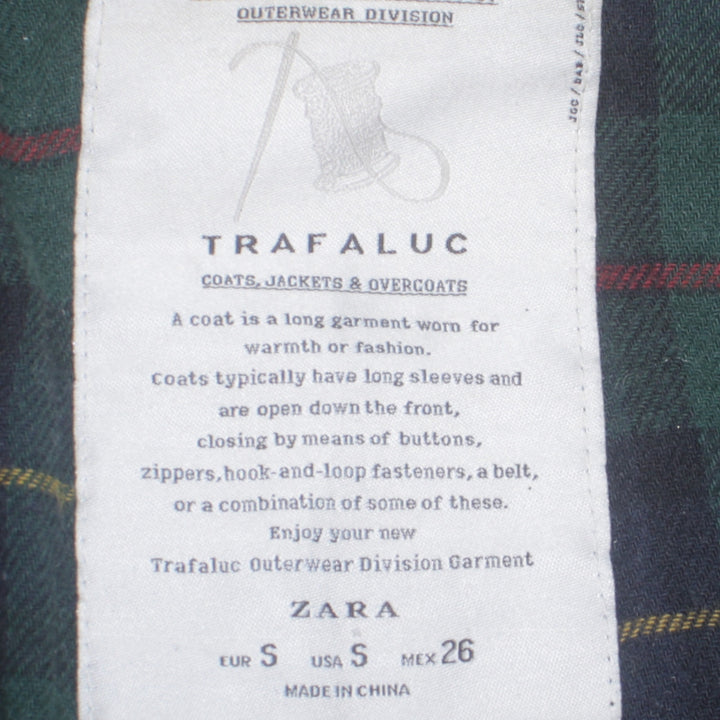 OUTERWEAR DIVISION
TRAFALUC
COATS, JACKETS & OVERCOATS
A coat is a long garment worn for
warmth or fashion.
Coats typically have long sleeves and
are open down the front,
closing by means of buttons,
zippers, hook-and-loop fasteners, a belt,
or a combination of some of these.
Enjoy your new
Trafaluc Outerwear Division Garment
ZARA
EUR S USA S MEX 26
MADE IN CHINA